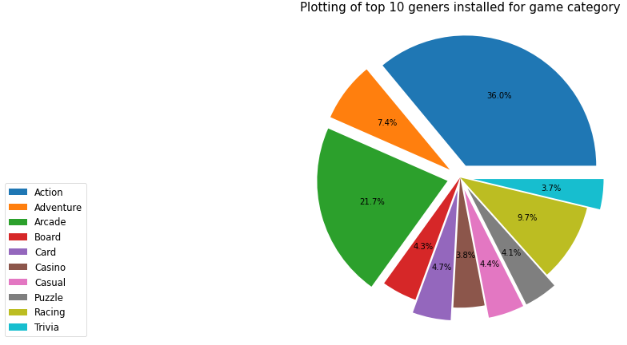 Plotting of top 10 geners installed for game category
36.0%
7.4%
21.7%
4.3%
4.7%
3.8%
4.4%
4.1%
9.7%
3.7%
Action
Adventure
Arcade
Board
Card
Casino
Casual
Puzzle
Racing
Trivia